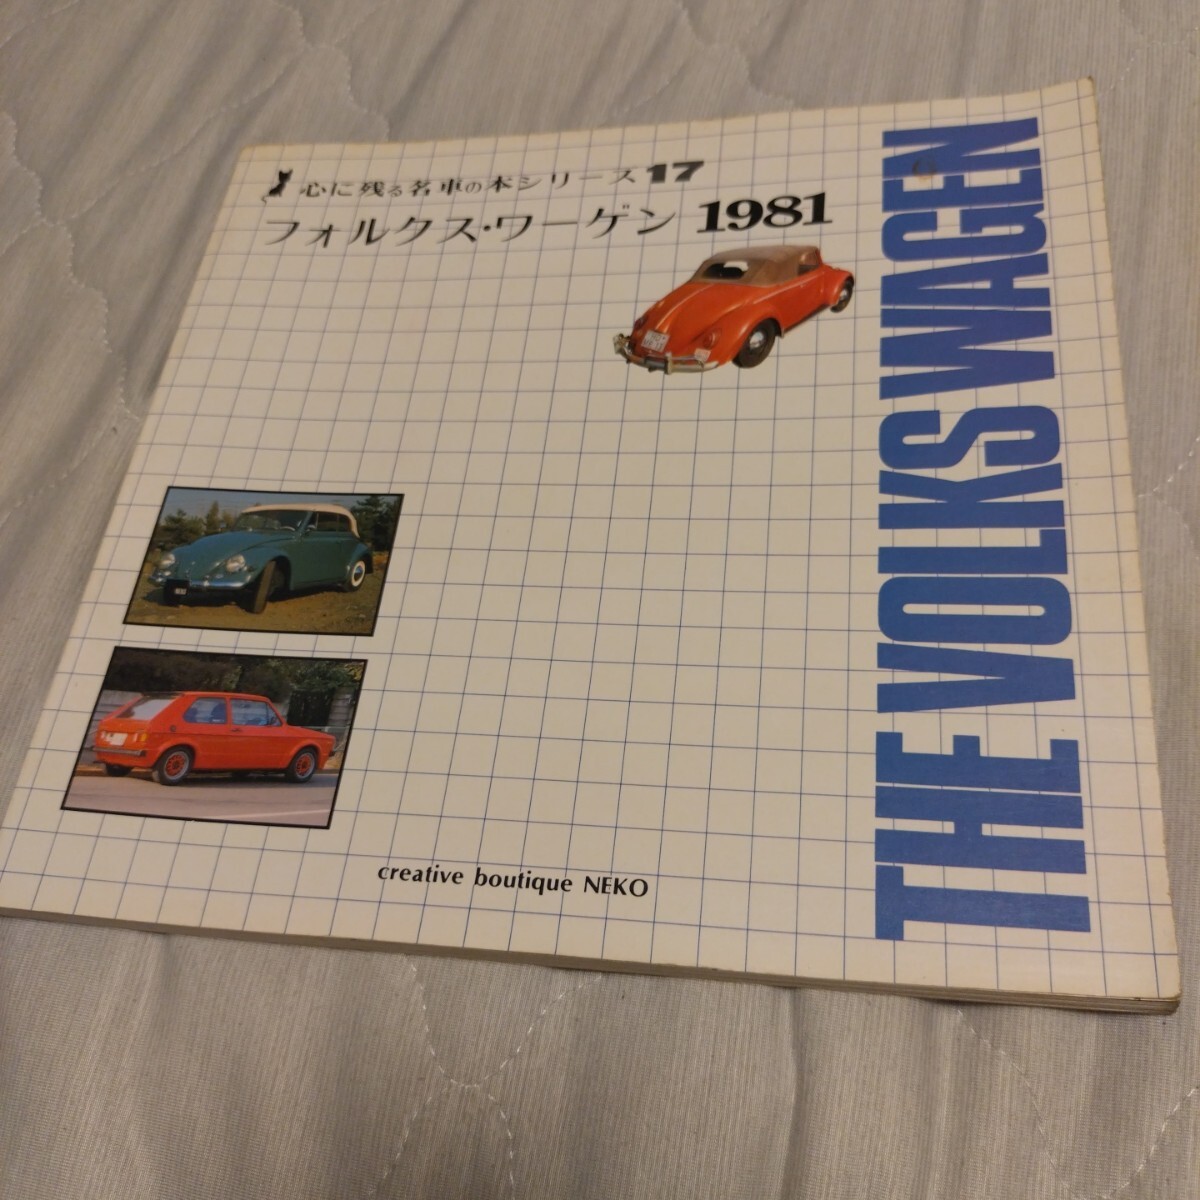 心に残る名車の本シリーズ17
フォルクス・ワーゲン 1981
THE VOLKSWAGEN
creative boutique NEKO